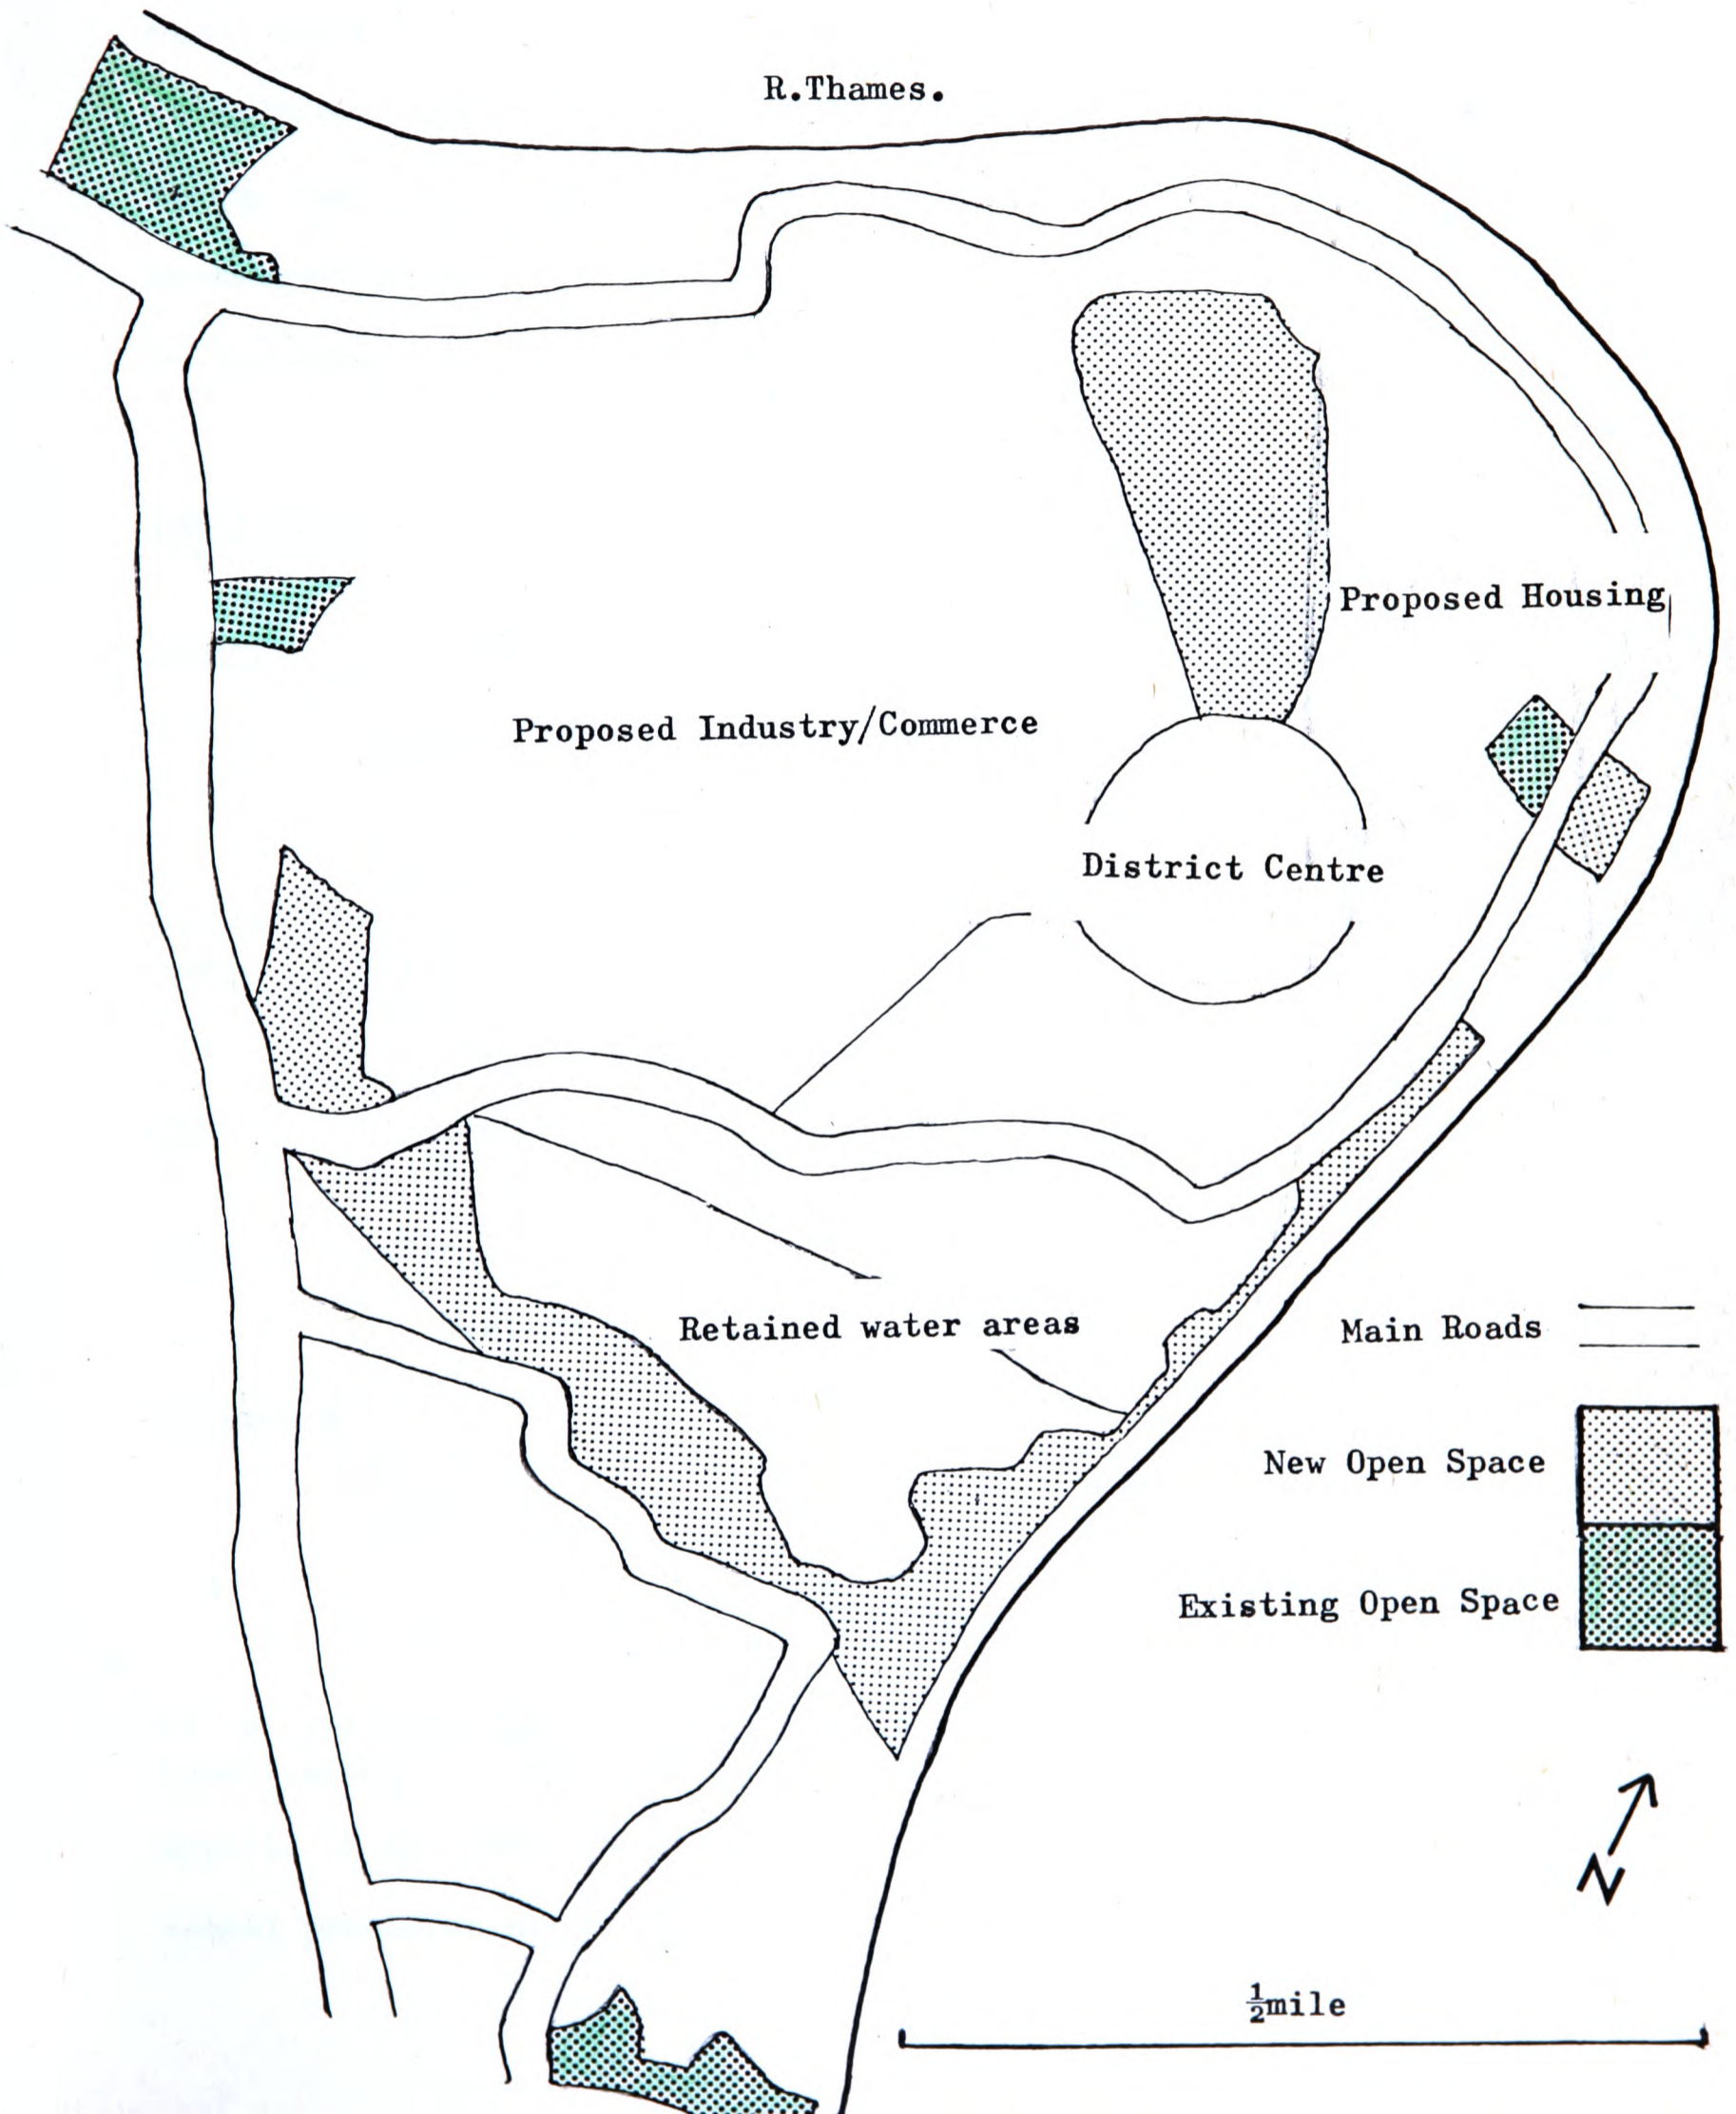 R.Thames.
Proposed Housing
Proposed Industry/Commerce
District Centre
Retained water areas
Main Roads
New Open Space
Existing Open Space
N
½mile